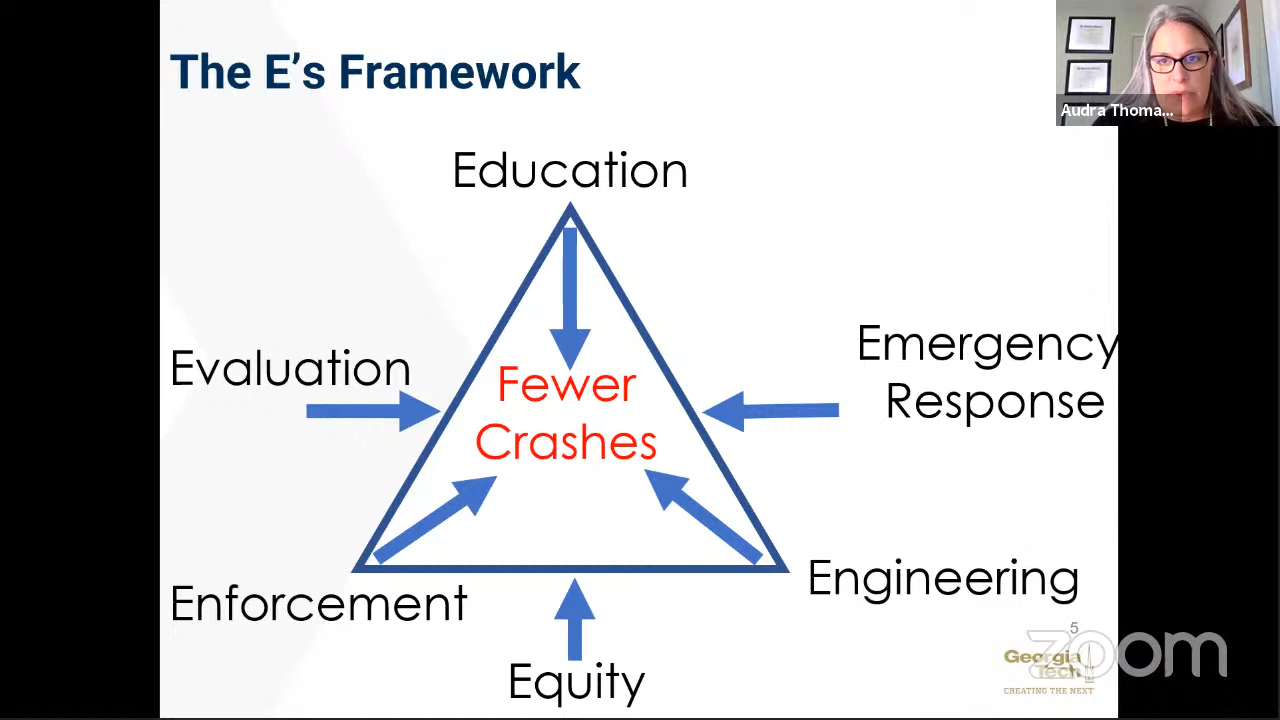 The E's Framework
Audra Thoma...
Education
Evaluation
Emergency
Response
Fewer
Crashes
Enforcement
Engineering
Equity
5
Georgia
Tech
CREATING THE NEXT
zoom